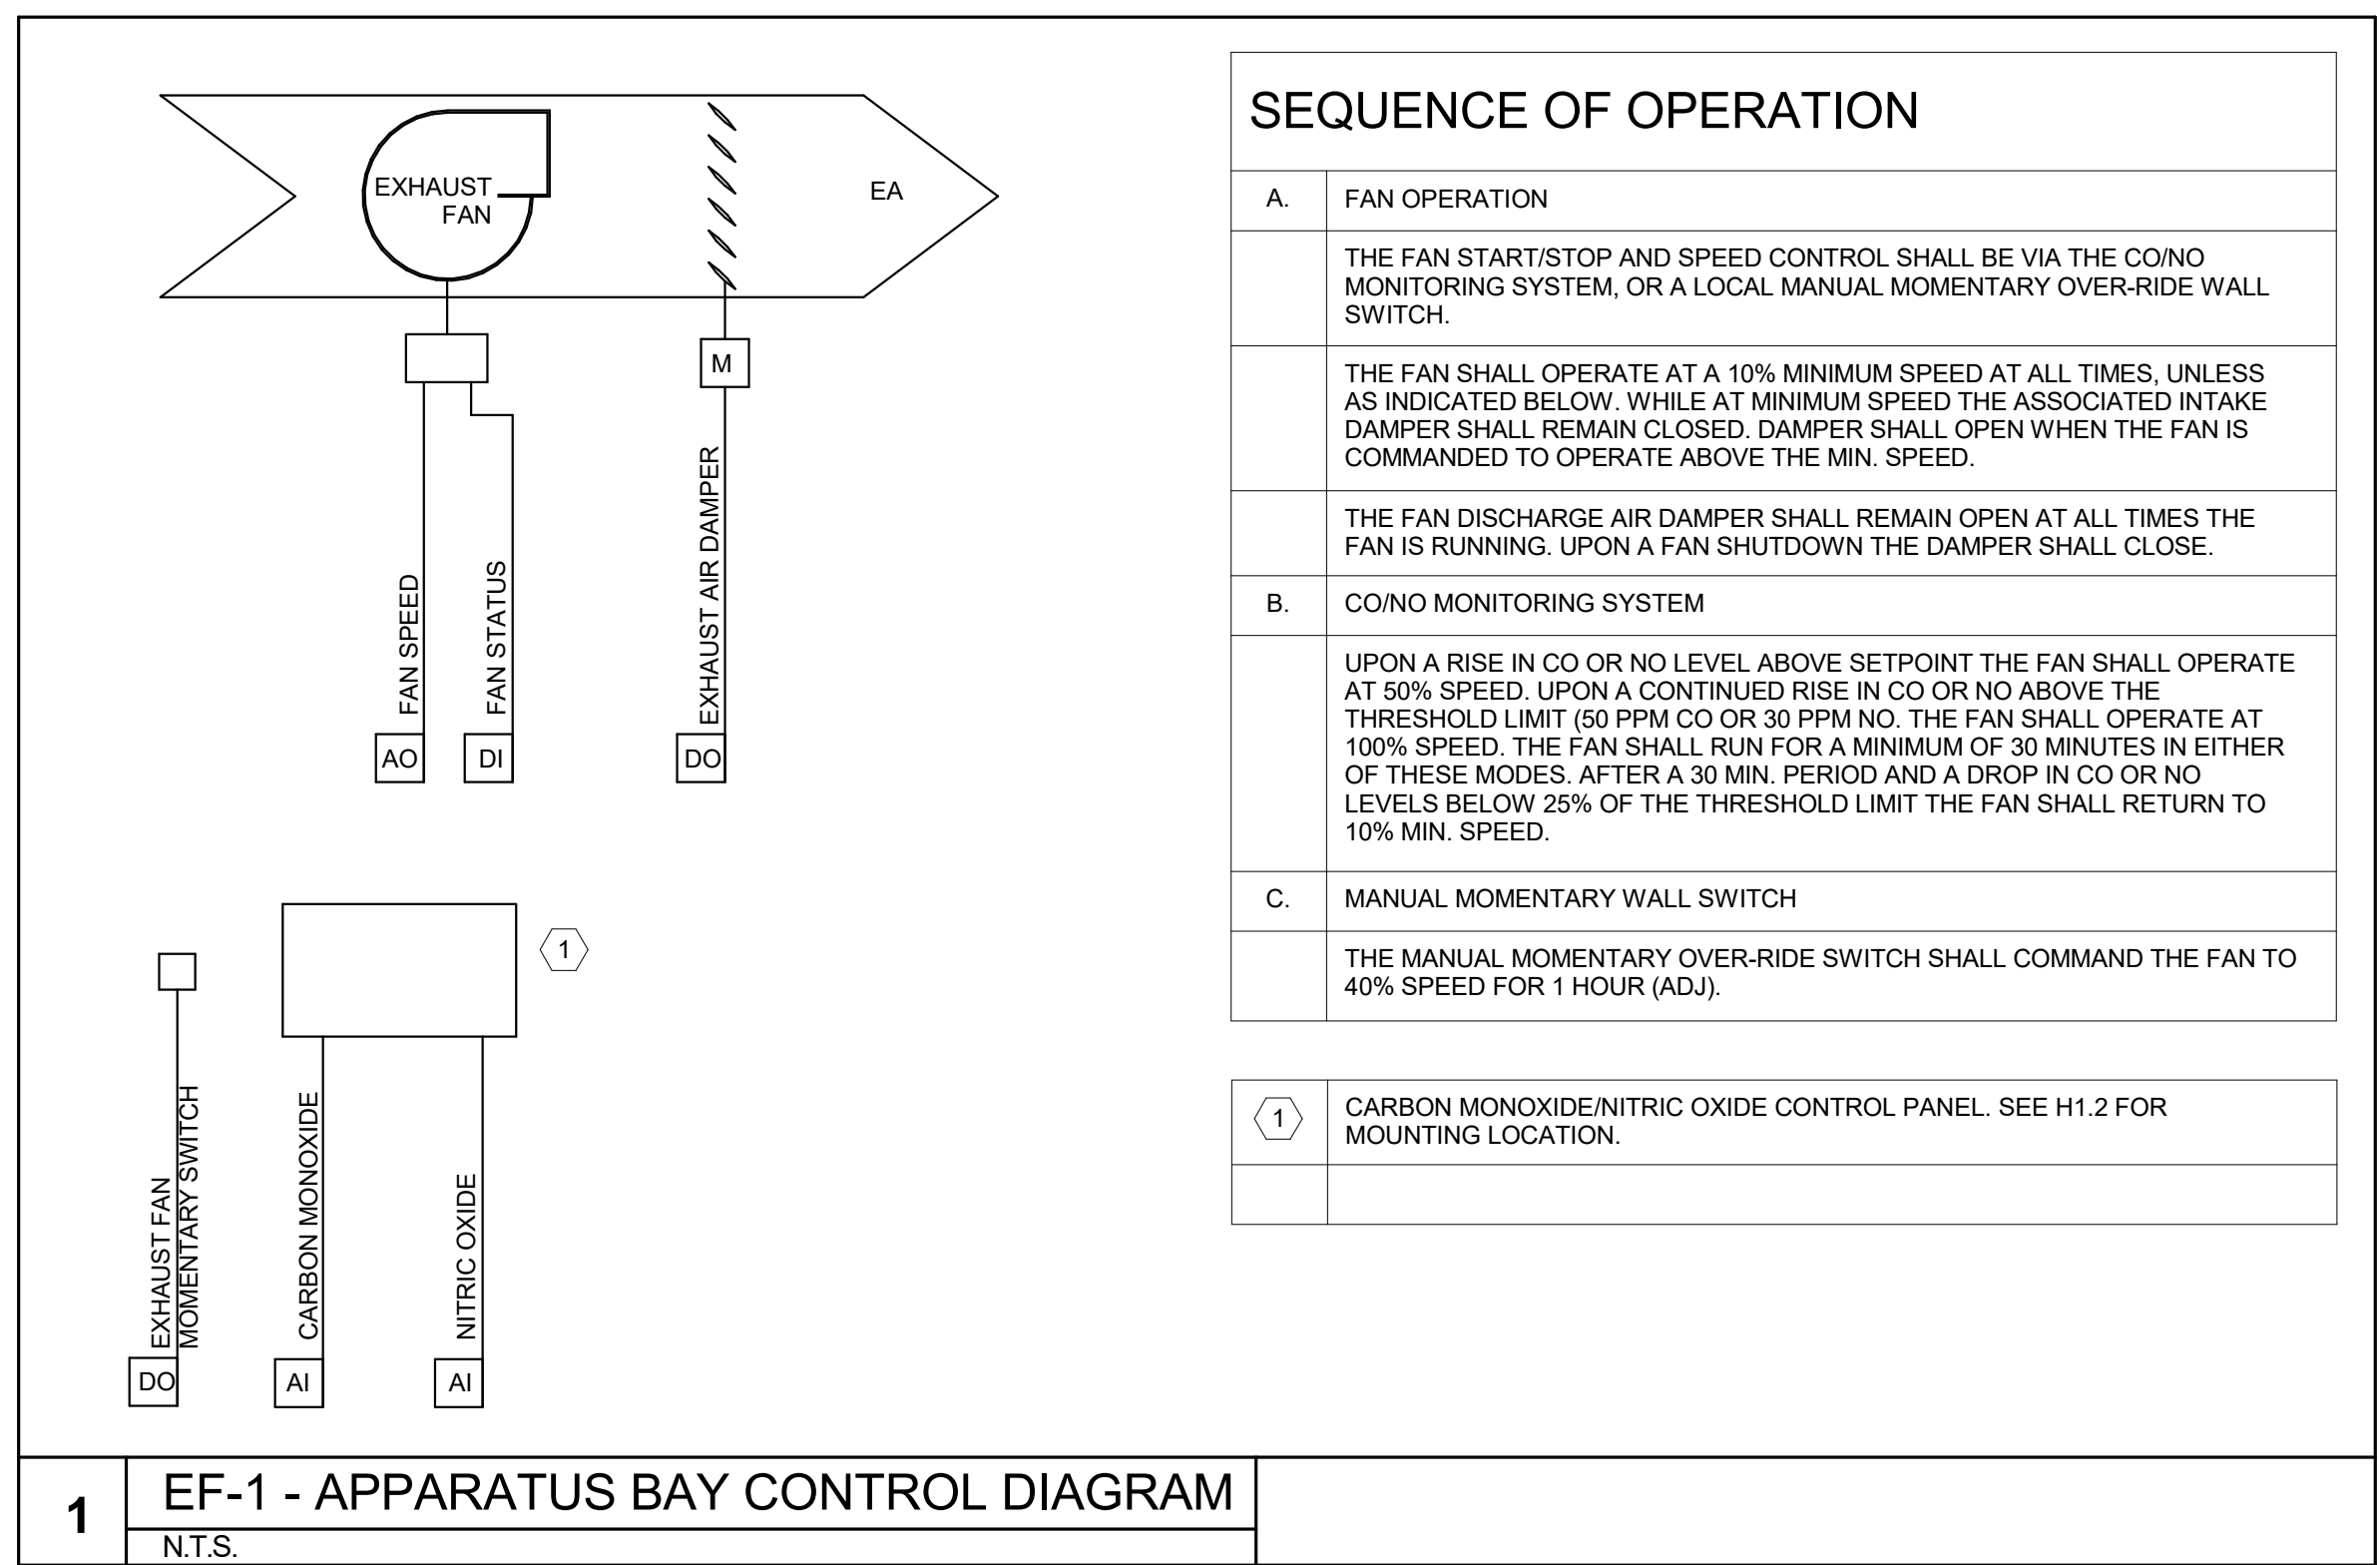 EXHAUST
FAN
EA
M
FAN SPEED
FAN STATUS
EXHAUST AIR DAMPER
AO
DI
DO
1
EXHAUST FAN
MOMENTARY SWITCH
CARBON MONOXIDE
NITRIC OXIDE
DO
AI
AI
SEQUENCE OF OPERATION
A.
FAN OPERATION
THE FAN START/STOP AND SPEED CONTROL SHALL BE VIA THE CO/NO
MONITORING SYSTEM, OR A LOCAL MANUAL MOMENTARY OVER-RIDE WALL
SWITCH.
THE FAN SHALL OPERATE AT A 10% MINIMUM SPEED AT ALL TIMES, UNLESS
AS INDICATED BELOW. WHILE AT MINIMUM SPEED THE ASSOCIATED INTAKE
DAMPER SHALL REMAIN CLOSED. DAMPER SHALL OPEN WHEN THE FAN IS
COMMANDED TO OPERATE ABOVE THE MIN. SPEED.
THE FAN DISCHARGE AIR DAMPER SHALL REMAIN OPEN AT ALL TIMES THE
FAN IS RUNNING. UPON A FAN SHUTDOWN THE DAMPER SHALL CLOSE.
B.
CO/NO MONITORING SYSTEM
UPON A RISE IN CO OR NO LEVEL ABOVE SETPOINT THE FAN SHALL OPERATE
AT 50% SPEED. UPON A CONTINUED RISE IN CO OR NO ABOVE THE
THRESHOLD LIMIT (50 PPM CO OR 30 PPM NO. THE FAN SHALL OPERATE AT
100% SPEED. THE FAN SHALL RUN FOR A MINIMUM OF 30 MINUTES IN EITHER
OF THESE MODES. AFTER A 30 MIN. PERIOD AND A DROP IN CO OR NO
LEVELS BELOW 25% OF THE THRESHOLD LIMIT THE FAN SHALL RETURN TO
10% MIN. SPEED.
C.
MANUAL MOMENTARY WALL SWITCH
THE MANUAL MOMENTARY OVER-RIDE SWITCH SHALL COMMAND THE FAN TO
40% SPEED FOR 1 HOUR (ADJ).
1
CARBON MONOXIDE/NITRIC OXIDE CONTROL PANEL. SEE H1.2 FOR
MOUNTING LOCATION.
1
EF-1 - APPARATUS BAY CONTROL DIAGRAM
N.T.S.